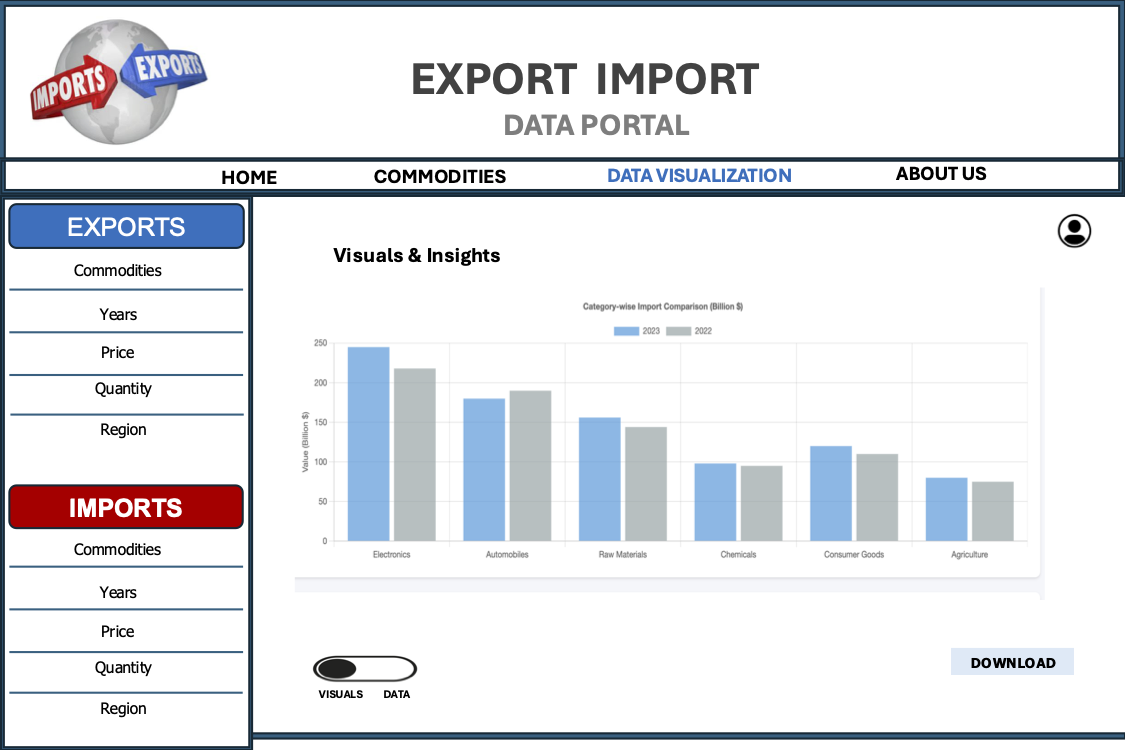 IMPORTS
EXPORTS
EXPORT IMPORT
DATA PORTAL
HOME
COMMODITIES
DATA VISUALIZATION
ABOUT US
EXPORTS
Commodities
Years
Price
Quantity
Region
IMPORTS
Commodities
Years
Price
Quantity
Region
Visuals & Insights
Category-wise Import Comparison (Billion $)
2023
2022
Value (Billion $)
250
200
150
100
50
0
Electronics
Automobiles
Raw Materials
Chemicals
Consumer Goods
Agriculture
VISUALS
DATA
DOWNLOAD